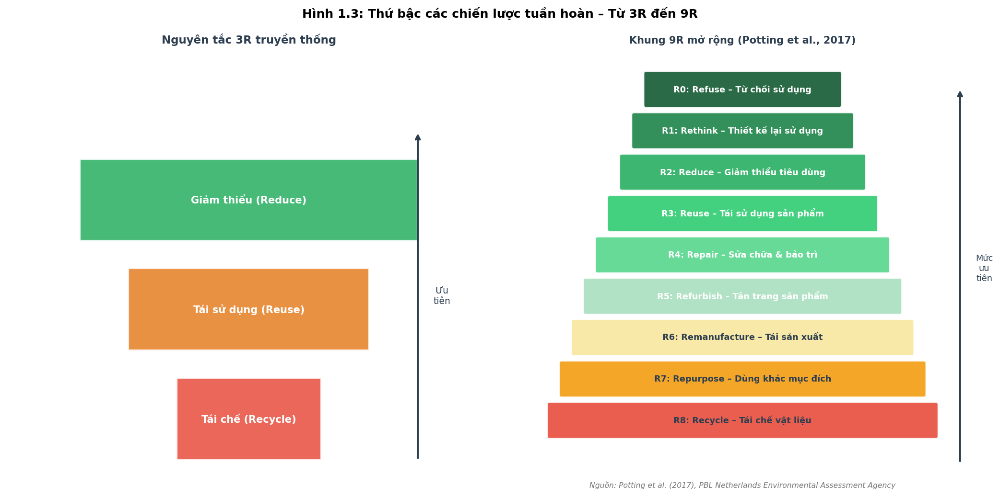 Hình 1.3: Thứ bậc các chiến lược tuần hoàn – Từ 3R đến 9R
Nguyên tắc 3R truyền thống
Giảm thiểu (Reduce)
Tái sử dụng (Reuse)
Tái chế (Recycle)
Ưu
tiên
Khung 9R mở rộng (Potting et al., 2017)
R0: Refuse – Từ chối sử dụng
R1: Rethink – Thiết kế lại sử dụng
R2: Reduce – Giảm thiểu tiêu dùng
R3: Reuse – Tái sử dụng sản phẩm
R4: Repair – Sửa chữa & bảo trì
R5: Refurbish – Tân trang sản phẩm
R6: Remanufacture – Tái sản xuất
R7: Repurpose – Dùng khác mục đích
R8: Recycle – Tái chế vật liệu
Mức
ưu
tiên
Nguồn: Potting et al. (2017), PBL Netherlands Environmental Assessment Agency